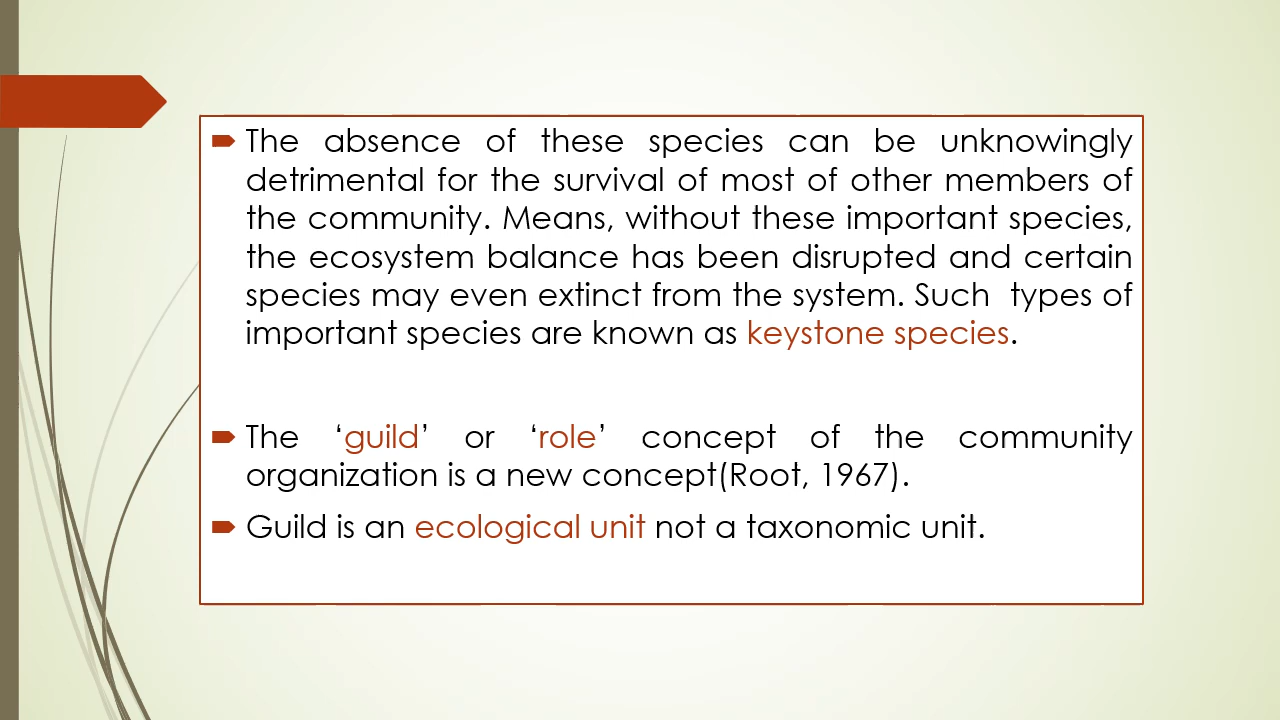 The absence of these species can be unknowingly
detrimental for the survival of most of other members of
the community. Means, without these important species,
the ecosystem balance has been disrupted and certain
species may even extinct from the system. Such  types of
important species are known as keystone species.
The ‘guild’ or ‘role’ concept of the community
organization is a new concept(Root, 1967).
Guild is an ecological unit not a taxonomic unit.